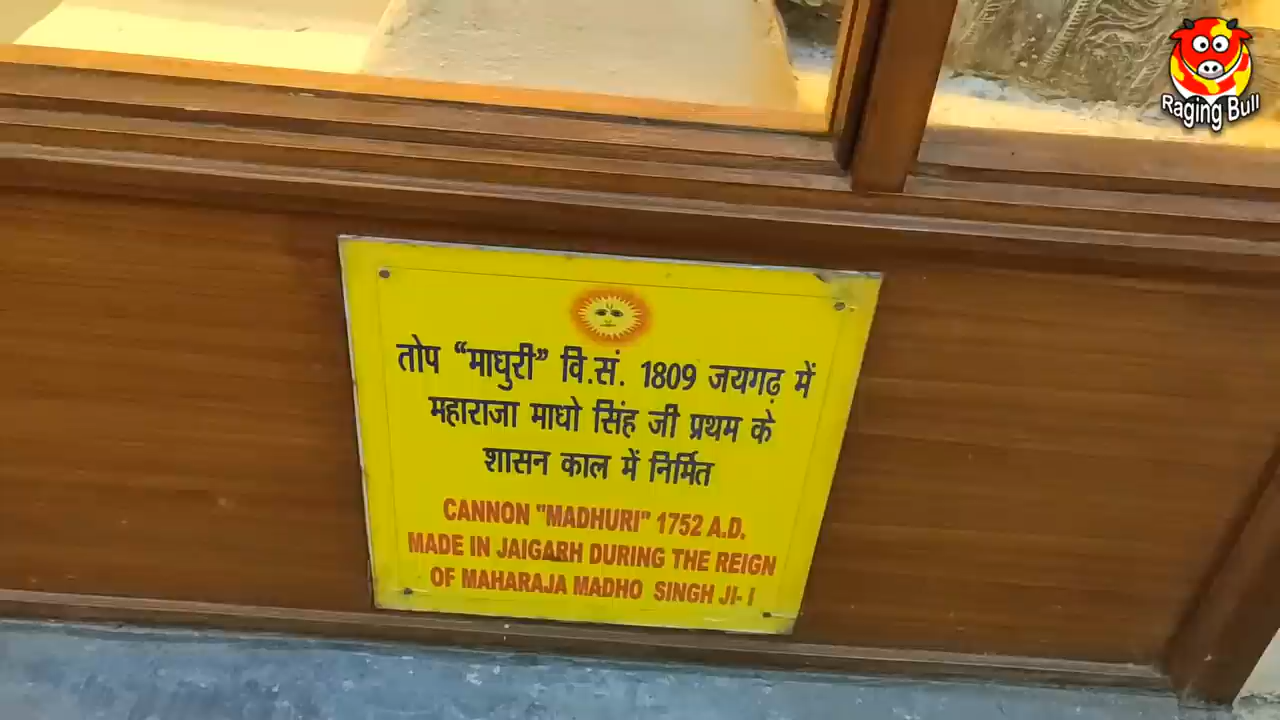 Raging Bull
तोप “माधुरी” वि.सं. 1809 जयगढ़ में
महाराजा माधो सिंह जी प्रथम के
शासन काल में निर्मित
CANNON "MADHURI" 1752 A.D.
MADE IN JAIGARH DURING THE REIGN
OF MAHARAJA MADHO SINGH JI- I